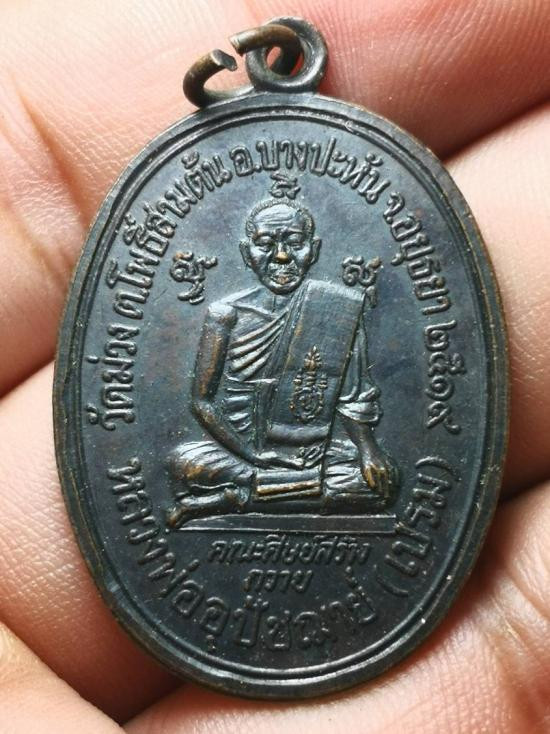 วัดม่วง ต.โพธิ์สามต้น อ.บางปะหัน จ.อยุธยา ๒๕๑๙
คณะศิษย์สร้าง
ถวาย
หลวงพ่ออุปัชฌาย์ (เปรม)